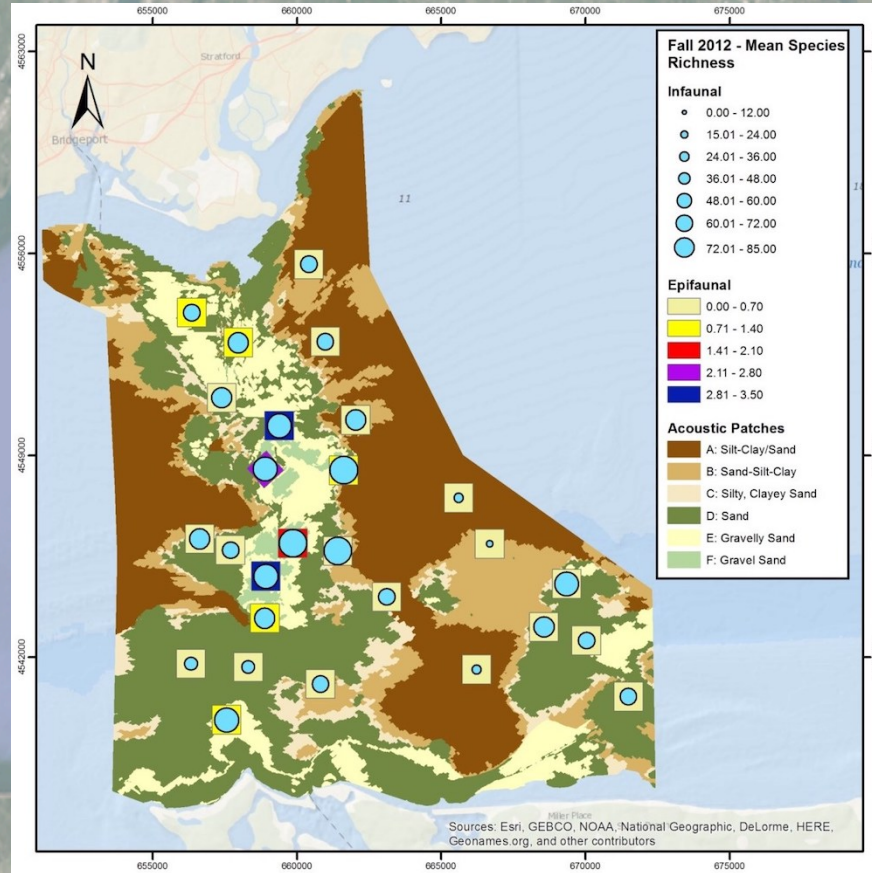 655000 660000 665000 670000 675000
4563000
4556000
4549000
4542000
N
Stratford
Bridgeport
11
Fall 2012 - Mean Species
Richness
Infaunal
0.00 - 12.00
15.01 - 24.00
24.01 - 36.00
36.01 - 48.00
48.01 - 60.00
60.01 - 72.00
72.01 - 85.00
Epifaunal
0.00 - 0.70
0.71 - 1.40
1.41 - 2.10
2.11 - 2.80
2.81 - 3.50
Acoustic Patches
A: Silt-Clay/Sand
B: Sand-Silt-Clay
C: Silty, Clayey Sand
D: Sand
E: Gravelly Sand
F: Gravel Sand
Miller Place
Sources: Esri, GEBCO, NOAA, National Geographic, DeLorme, HERE,
Geonames.org, and other contributors
655000 660000 665000 670000 675000